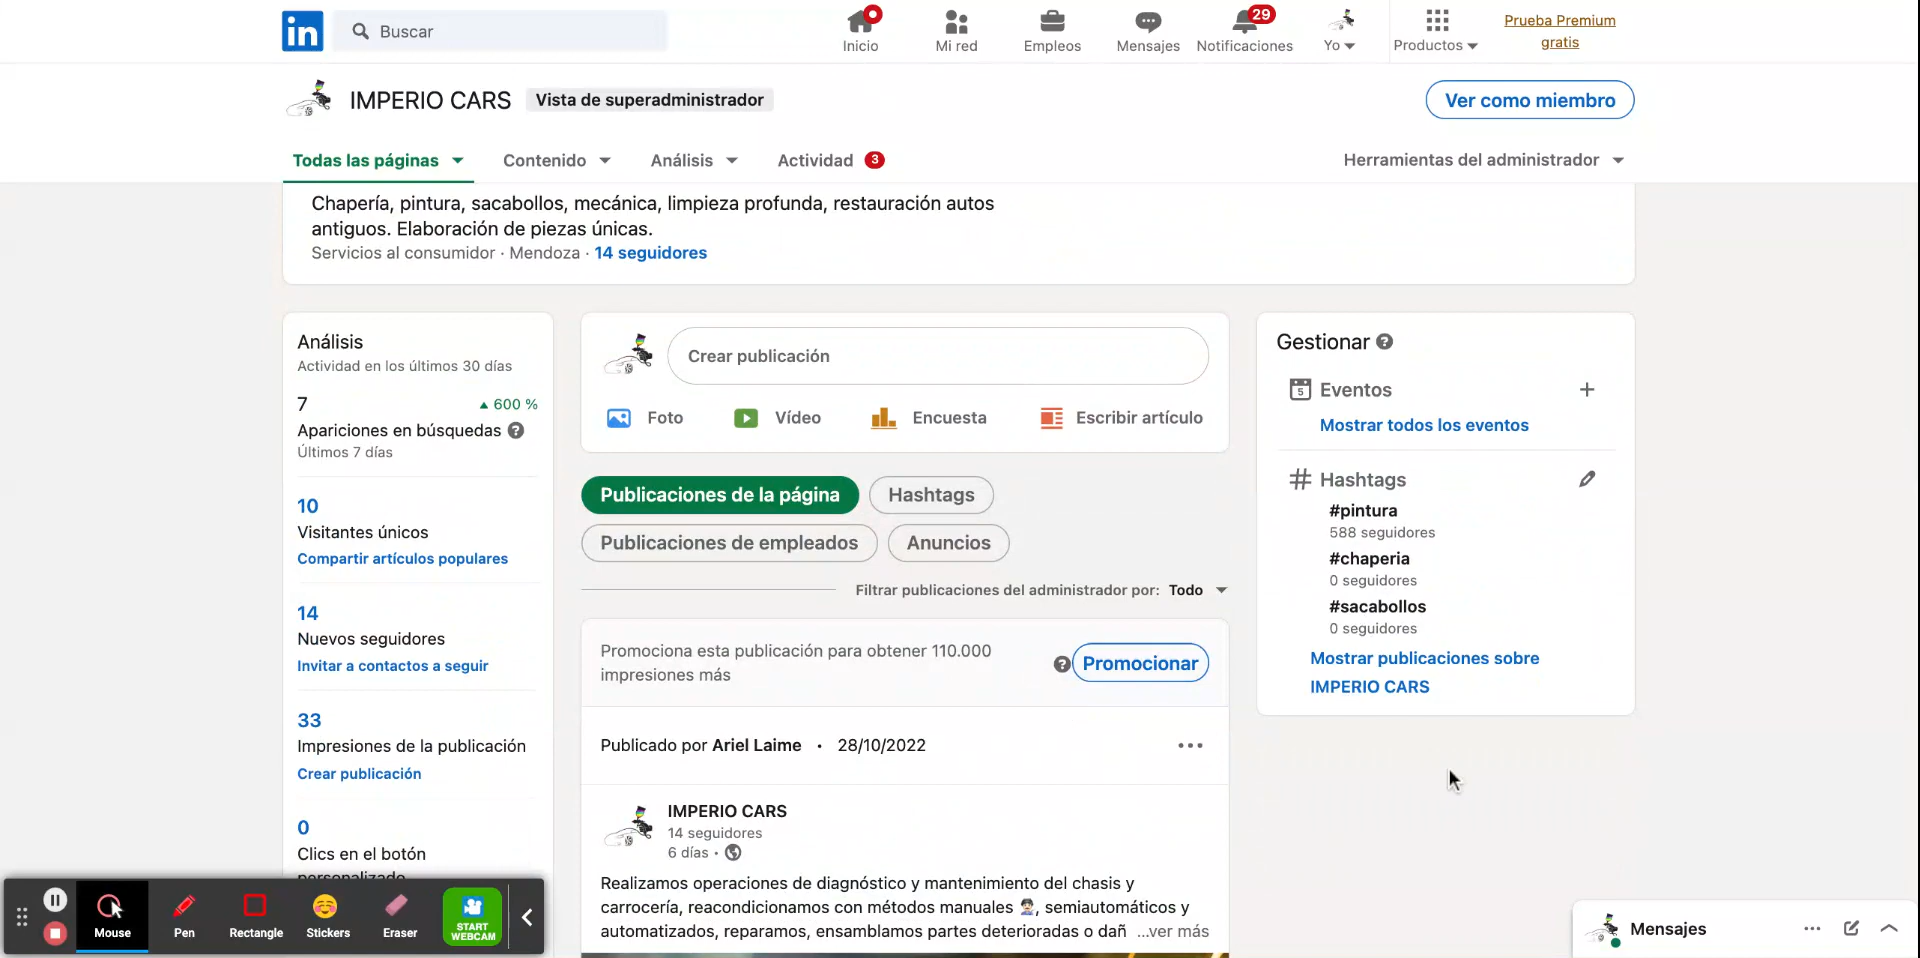 in
Buscar
Inicio
Mi red
Empleos
Mensajes
29
Notificaciones
Yo
Productos
Prueba Premium
gratis
IMPERIO CARS
Vista de superadministrador
Ver como miembro
Todas las páginas
Contenido
Análisis
Actividad 3
Herramientas del administrador
Chapería, pintura, sacabollos, mecánica, limpieza profunda, restauración autos
antiguos. Elaboración de piezas únicas.
Servicios al consumidor · Mendoza · 14 seguidores
Análisis
Actividad en los últimos 30 días
7
▲ 600 %
Apariciones en búsquedas ?
Últimos 7 días
10
Visitantes únicos
Compartir artículos populares
14
Nuevos seguidores
Invitar a contactos a seguir
33
Impresiones de la publicación
Crear publicación
0
Clics en el botón
personalizado
Crear publicación
Foto
Vídeo
Encuesta
Escribir artículo
Publicaciones de la página
Hashtags
Publicaciones de empleados
Anuncios
Filtrar publicaciones del administrador por: Todo
Promociona esta publicación para obtener 110.000
impresiones más
?
Promocionar
Publicado por Ariel Laime • 28/10/2022
IMPERIO CARS
14 seguidores
6 días •
Realizamos operaciones de diagnóstico y mantenimiento del chasis y
carrocería, reacondicionamos con métodos manuales 👨🏻‍🔧, semiautomáticos y
automatizados, reparamos, ensamblamos partes deterioradas o dañ ...ver más
Gestionar ?
5 Eventos +
Mostrar todos los eventos
# Hashtags
#pintura
588 seguidores
#chaperia
0 seguidores
#sacabollos
0 seguidores
Mostrar publicaciones sobre
IMPERIO CARS
Mouse
Pen
Rectangle
Stickers
Eraser
START
WEBCAM
Mensajes